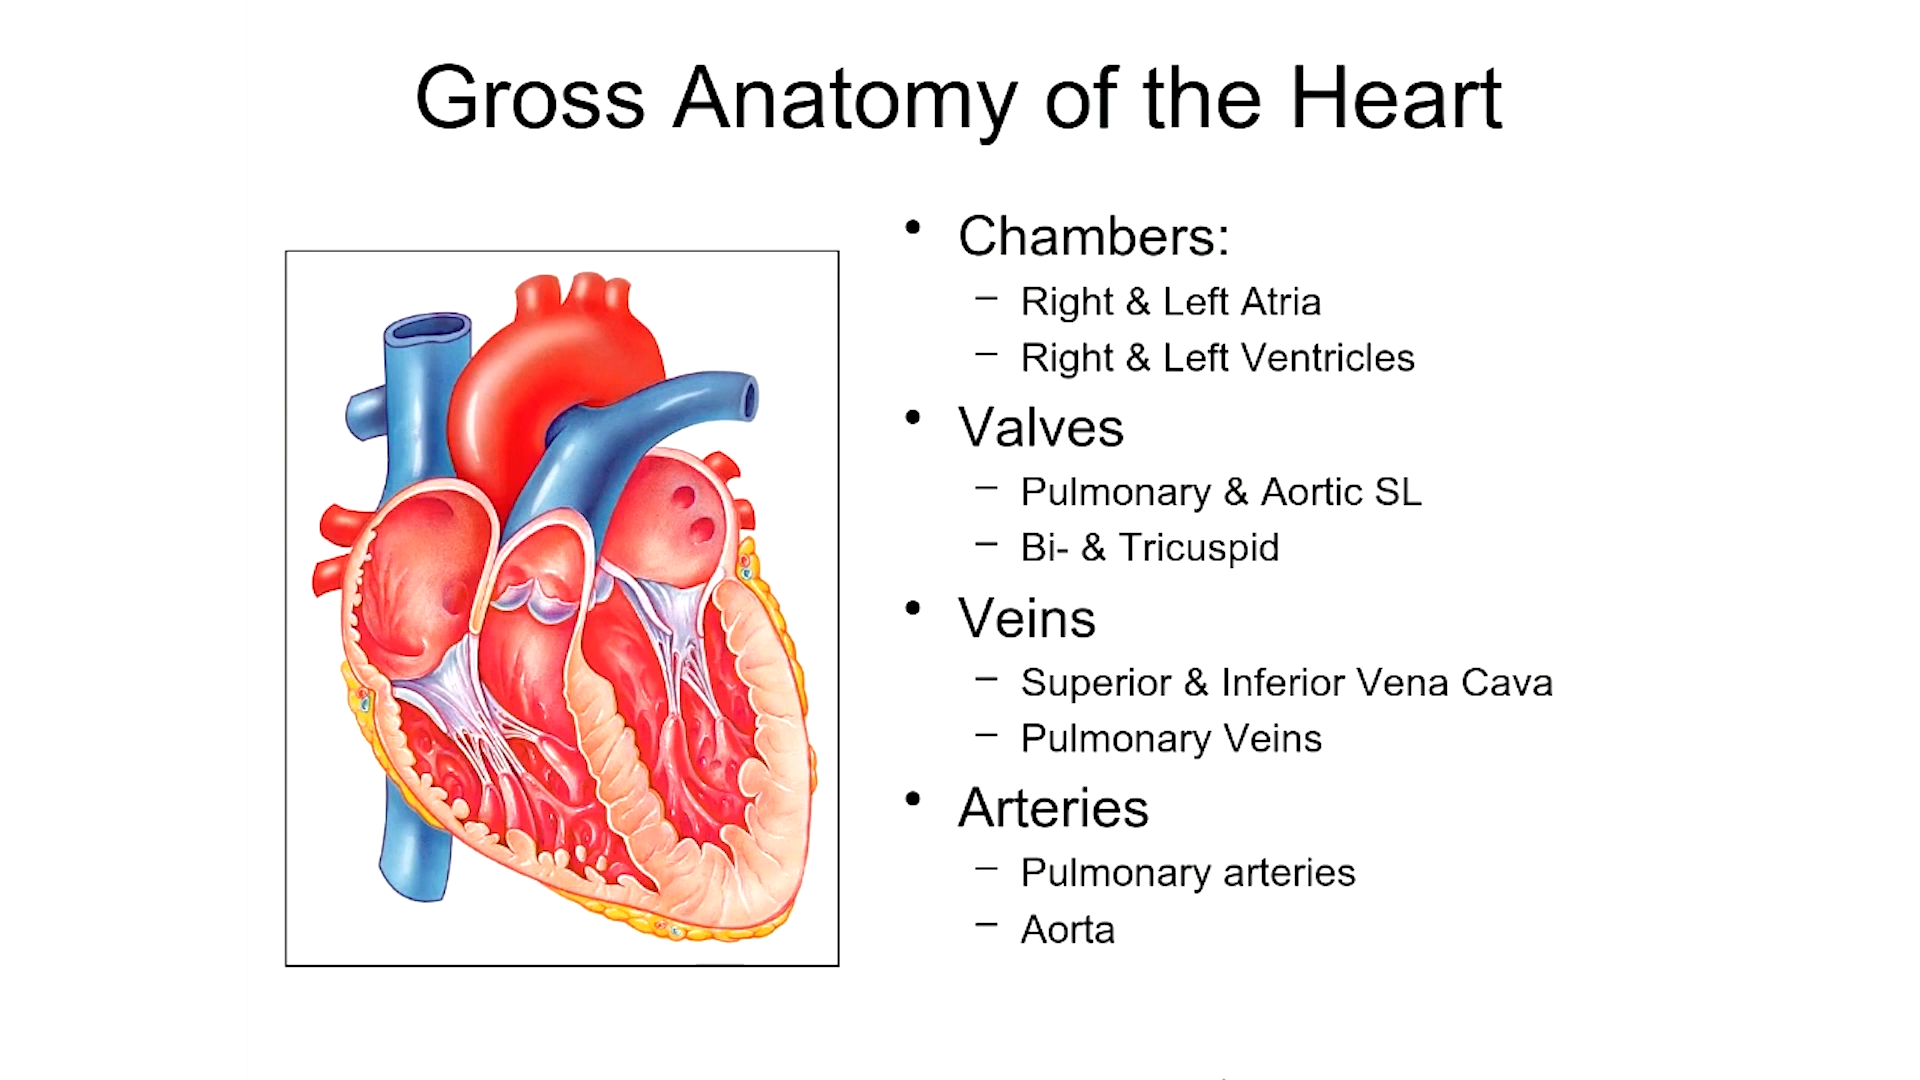 Gross Anatomy of the Heart
• Chambers:
– Right & Left Atria
– Right & Left Ventricles
• Valves
– Pulmonary & Aortic SL
– Bi- & Tricuspid
• Veins
– Superior & Inferior Vena Cava
– Pulmonary Veins
• Arteries
– Pulmonary arteries
– Aorta